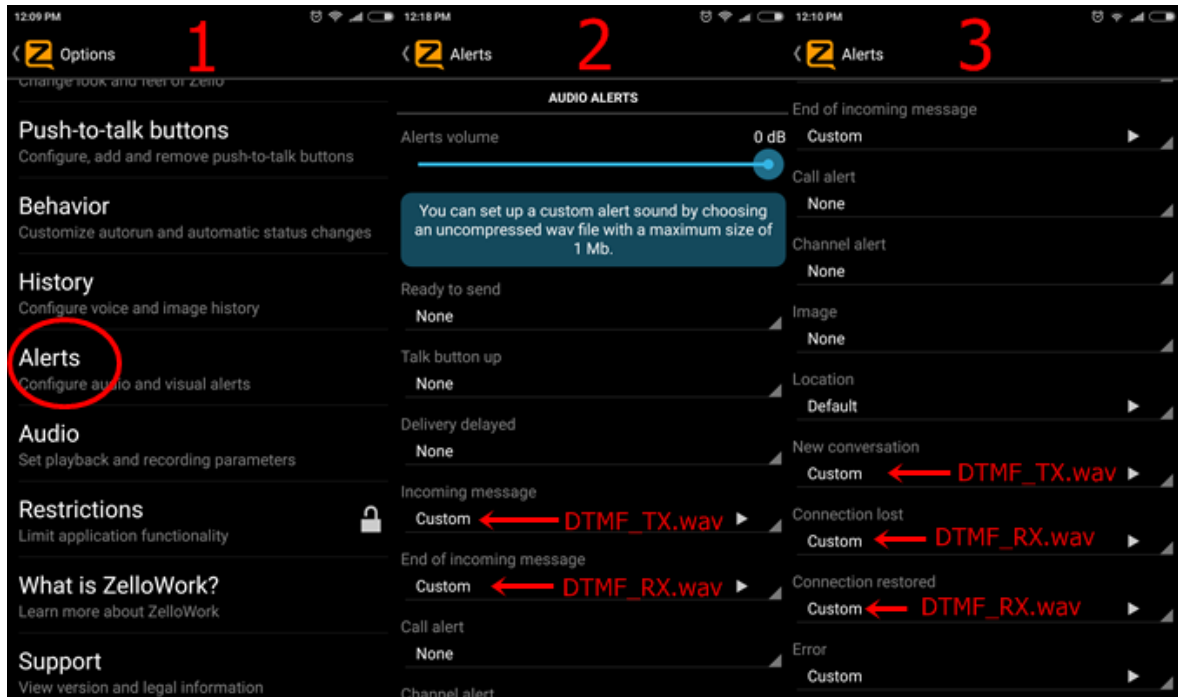 12:09 PM
1
Z Options
Change look and feel of Zello
Push-to-talk buttons
Configure, add and remove push-to-talk buttons
Behavior
Customize autorun and automatic status changes
History
Configure voice and image history
Alerts
Configure audio and visual alerts
Audio
Set playback and recording parameters
Restrictions
Limit application functionality
What is ZelloWork?
Learn more about ZelloWork
Support
View version and legal information
12:18 PM
2
Z Alerts
AUDIO ALERTS
Alerts volume 0 dB
You can set up a custom alert sound by choosing
an uncompressed wav file with a maximum size of
1 Mb.
Ready to send
None
Talk button up
None
Delivery delayed
None
Incoming message
Custom DTMF_TX.wav
End of incoming message
Custom DTMF_RX.wav
Call alert
None
Channel alert
12:10 PM
3
Z Alerts
End of incoming message
Custom
Call alert
None
Channel alert
None
Image
None
Location
Default
New conversation
Custom DTMF_TX.wav
Connection lost
Custom DTMF_RX.wav
Connection restored
Custom DTMF_RX.wav
Error
Custom